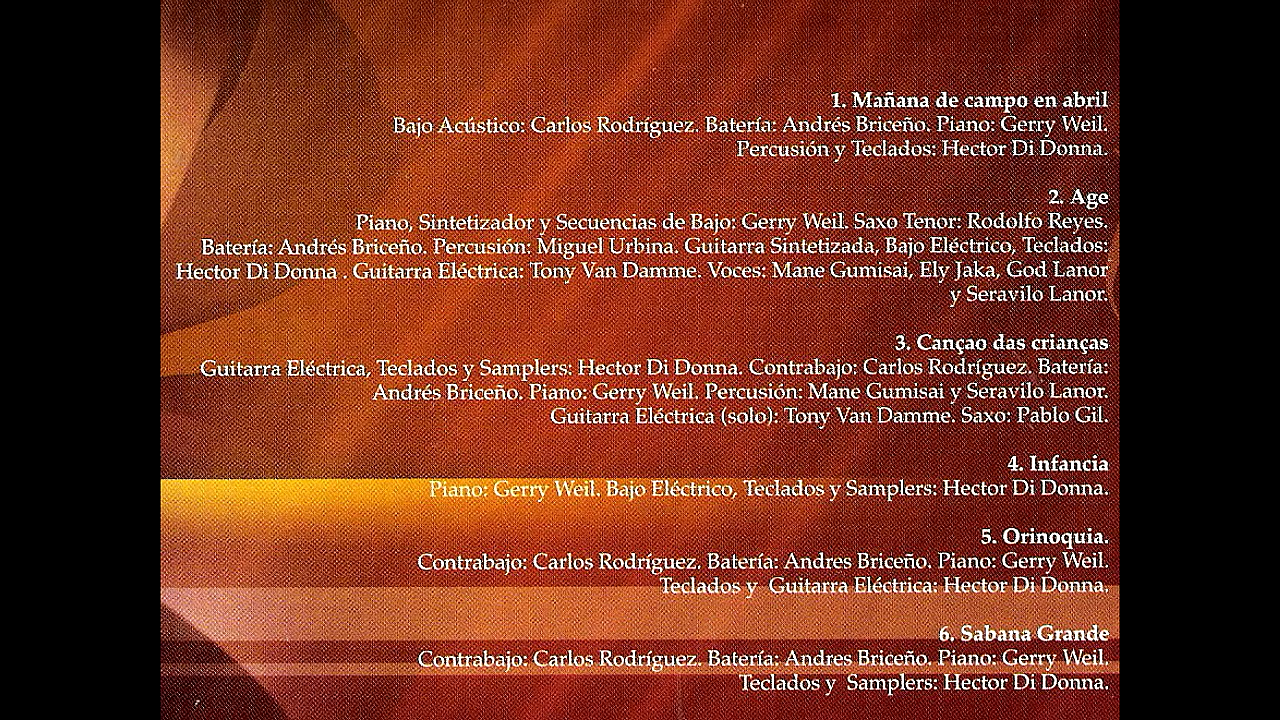 1. Mañana de campo en abril
Bajo Acústico: Carlos Rodríguez. Batería: Andrés Briceño. Piano: Gerry Weil.
Percusión y Teclados: Hector Di Donna.
2. Age
Piano, Sintetizador y Secuencias de Bajo: Gerry Weil. Saxo Tenor: Rodolfo Reyes.
Batería: Andrés Briceño. Percusión: Miguel Urbina. Guitarra Sintetizada, Bajo Eléctrico, Teclados:
Hector Di Donna . Guitarra Eléctrica: Tony Van Damme. Voces: Mane Gumisai, Ely Jaka, God Lanor
y Seravilo Lanor.
3. Cançao das crianças
Guitarra Eléctrica, Teclados y Samplers: Hector Di Donna. Contrabajo: Carlos Rodríguez. Batería:
Andrés Briceño. Piano: Gerry Weil. Percusión: Mane Gumisai y Seravilo Lanor.
Guitarra Eléctrica (solo): Tony Van Damme. Saxo: Pablo Gil.
4. Infancia
Piano: Gerry Weil. Bajo Eléctrico, Teclados y Samplers: Hector Di Donna.
5. Orinoquia.
Contrabajo: Carlos Rodríguez. Batería: Andres Briceño. Piano: Gerry Weil.
Teclados y Guitarra Eléctrica: Hector Di Donna.
6. Sabana Grande
Contrabajo: Carlos Rodríguez. Batería: Andres Briceño. Piano: Gerry Weil.
Teclados y Samplers: Hector Di Donna.